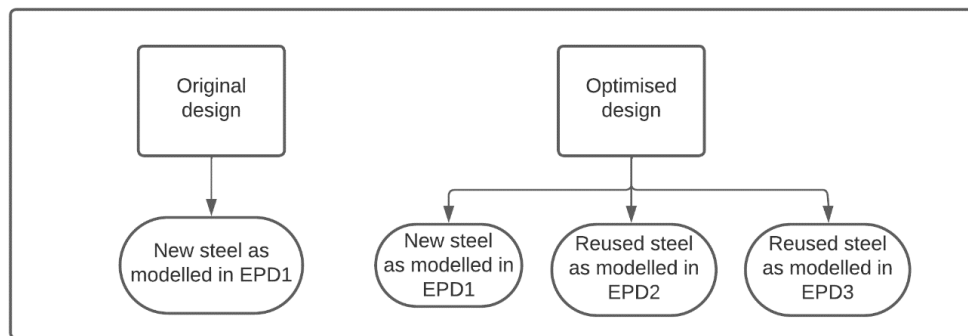 Original
design
Optimised
design
New steel as
modelled in EPD1
New steel
as modelled in
EPD1
Reused steel
as modelled in
EPD2
Reused steel
as modelled in
EPD3